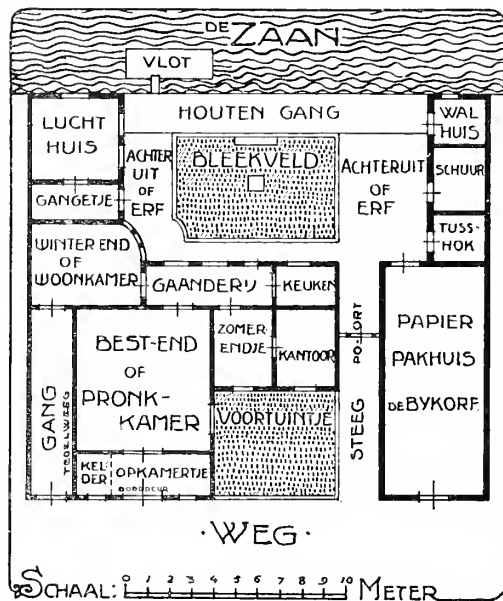 DE ZAAN
VLOT
HOUTEN GANG
LUCHT
HUIS
WAL
HUIS
ACHTER
UIT OF
ERF
BLEEKVELD
ACHTERUIT
OF
ERF
SCHUUR
GANGETJE
TUSS-
HOK
WINTER END
OF
WOONKAMER
GAANDERIJ
KEUKEN
BEST-END
OF
PRONK-
KAMER
ZOMER
ENDJE
KANTOOR
POORT
STEEG
PAPIER
PAKHUIS
DE BYKORF.
GANG
TEGELWEG
VOORTUINTJE
KEL
DER
OPKAMERTJE
DOODDEUR
·WEG·
SCHAAL: 0 1 2 3 4 5 6 7 8 9 10 METER